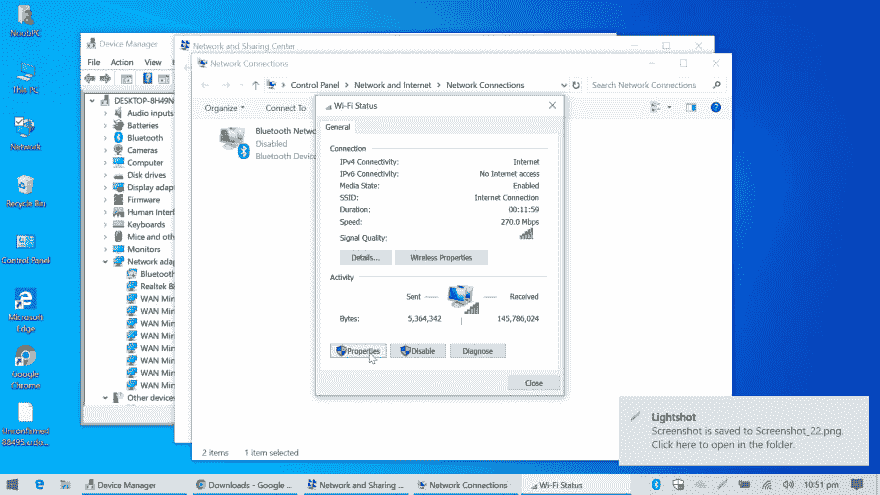 NoobPC
This PC
Network
Recycle Bin
Control Panel
Microsoft
Edge
Google
Chrome
Unconfirmed
Device Manager
File Action View
DESKTOP-8H49N
Audio inputs
Batteries
Bluetooth
Cameras
Computer
Disk drives
Display adap
Firmware
Human Interf
Keyboards
Mice and oth
Monitors
Network adap
Bluetooth
Realtek 8
WAN Min
WAN Min
WAN Min
WAN Min
WAN Min
WAN Min
WAN Min
WAN Min
Other devices
Network and Sharing Center
Network Connections
Control Panel > Network and Internet > Network Connections
Search Network Connections
Organize Connect To
Bluetooth Netwo
Disabled
Bluetooth Device
2 items 1 item selected
Wi-Fi Status
General
Connection
IPv4 Connectivity: Internet
IPv6 Connectivity: No Internet access
Media State: Enabled
SSID: Internet Connection
Duration: 00:11:59
Speed: 270.0 Mbps
Signal Quality:
Details... Wireless Properties
Activity
Sent Received
Bytes: 5,364,342 145,786,024
Properties Disable Diagnose
Close
Lightshot
Screenshot is saved to Screenshot_22.png.
Click here to open in the folder.
Device Manager Downloads - Google ... Network and Sharing ... Network Connections Wi-Fi Status 10:51 pm